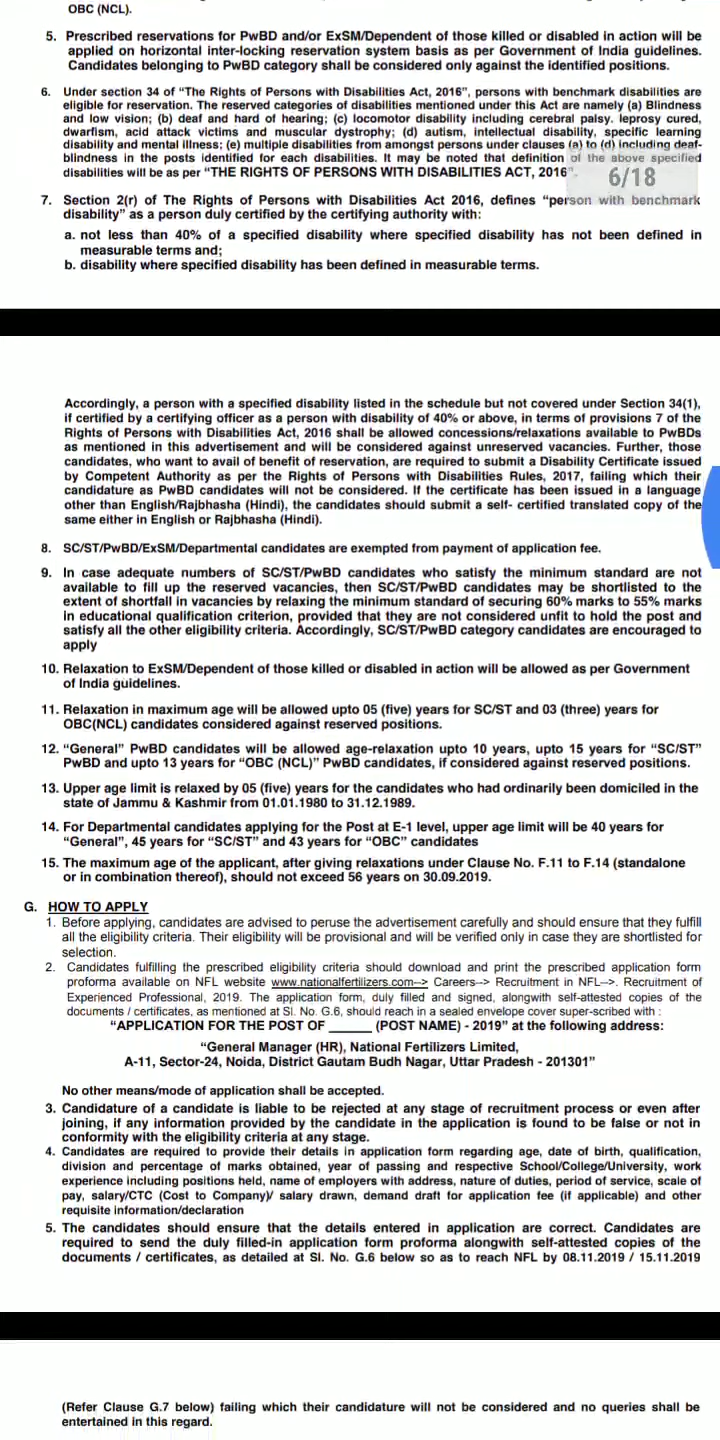 OBC (NCL).
5. Prescribed reservations for PwBD and/or ExSM/Dependent of those killed or disabled in action will be
applied on horizontal inter-locking reservation system basis as per Government of India guidelines.
Candidates belonging to PwBD category shall be considered only against the identified positions.
6. Under section 34 of “The Rights of Persons with Disabilities Act, 2016”, persons with benchmark disabilities are
eligible for reservation. The reserved categories of disabilities mentioned under this Act are namely (a) Blindness
and low vision; (b) deaf and hard of hearing; (c) locomotor disability including cerebral palsy. leprosy cured,
dwarfism, acid attack victims and muscular dystrophy; (d) autism, intellectual disability, specific learning
disability and mental illness; (e) multiple disabilities from amongst persons under clauses (a) to (d) including deaf-
blindness in the posts identified for each disabilities. It may be noted that definition of the above specified
disabilities will be as per “THE RIGHTS OF PERSONS WITH DISABILITIES ACT, 2016”.
6/18
7. Section 2(r) of The Rights of Persons with Disabilities Act 2016, defines “person with benchmark
disability” as a person duly certified by the certifying authority with:
a. not less than 40% of a specified disability where specified disability has not been defined in
measurable terms and;
b. disability where specified disability has been defined in measurable terms.
Accordingly, a person with a specified disability listed in the schedule but not covered under Section 34(1),
if certified by a certifying officer as a person with disability of 40% or above, in terms of provisions 7 of the
Rights of Persons with Disabilities Act, 2016 shall be allowed concessions/relaxations available to PwBDs
as mentioned in this advertisement and will be considered against unreserved vacancies. Further, those
candidates, who want to avail of benefit of reservation, are required to submit a Disability Certificate issued
by Competent Authority as per the Rights of Persons with Disabilities Rules, 2017, failing which their
candidature as PwBD candidates will not be considered. If the certificate has been issued in a language
other than English/Rajbhasha (Hindi), the candidates should submit a self- certified translated copy of the
same either in English or Rajbhasha (Hindi).
8. SC/ST/PwBD/ExSM/Departmental candidates are exempted from payment of application fee.
9. In case adequate numbers of SC/ST/PwBD candidates who satisfy the minimum standard are not
available to fill up the reserved vacancies, then SC/ST/PwBD candidates may be shortlisted to the
extent of shortfall in vacancies by relaxing the minimum standard of securing 60% marks to 55% marks
in educational qualification criterion, provided that they are not considered unfit to hold the post and
satisfy all the other eligibility criteria. Accordingly, SC/ST/PwBD category candidates are encouraged to
apply
10. Relaxation to ExSM/Dependent of those killed or disabled in action will be allowed as per Government
of India guidelines.
11. Relaxation in maximum age will be allowed upto 05 (five) years for SC/ST and 03 (three) years for
OBC(NCL) candidates considered against reserved positions.
12. “General” PwBD candidates will be allowed age-relaxation upto 10 years, upto 15 years for “SC/ST”
PwBD and upto 13 years for “OBC (NCL)” PwBD candidates, if considered against reserved positions.
13. Upper age limit is relaxed by 05 (five) years for the candidates who had ordinarily been domiciled in the
state of Jammu & Kashmir from 01.01.1980 to 31.12.1989.
14. For Departmental candidates applying for the Post at E-1 level, upper age limit will be 40 years for
“General”, 45 years for “SC/ST” and 43 years for “OBC” candidates
15. The maximum age of the applicant, after giving relaxations under Clause No. F.11 to F.14 (standalone
or in combination thereof), should not exceed 56 years on 30.09.2019.
G. HOW TO APPLY
1. Before applying, candidates are advised to peruse the advertisement carefully and should ensure that they fulfill
all the eligibility criteria. Their eligibility will be provisional and will be verified only in case they are shortlisted for
selection.
2. Candidates fulfilling the prescribed eligibility criteria should download and print the prescribed application form
proforma available on NFL website www.nationalfertilizers.com--> Careers--> Recruitment in NFL-->. Recruitment of
Experienced Professional, 2019. The application form, duly filled and signed, alongwith self-attested copies of the
documents / certificates, as mentioned at Sl. No. G.6, should reach in a sealed envelope cover super-scribed with :
“APPLICATION FOR THE POST OF ______ (POST NAME) - 2019” at the following address:
“General Manager (HR), National Fertilizers Limited,
A-11, Sector-24, Noida, District Gautam Budh Nagar, Uttar Pradesh - 201301”
No other means/mode of application shall be accepted.
3. Candidature of a candidate is liable to be rejected at any stage of recruitment process or even after
joining, if any information provided by the candidate in the application is found to be false or not in
conformity with the eligibility criteria at any stage.
4. Candidates are required to provide their details in application form regarding age, date of birth, qualification,
division and percentage of marks obtained, year of passing and respective School/College/University, work
experience including positions held, name of employers with address, nature of duties, period of service, scale of
pay, salary/CTC (Cost to Company)/ salary drawn, demand draft for application fee (if applicable) and other
requisite information/declaration
5. The candidates should ensure that the details entered in application are correct. Candidates are
required to send the duly filled-in application form proforma alongwith self-attested copies of the
documents / certificates, as detailed at Sl. No. G.6 below so as to reach NFL by 08.11.2019 / 15.11.2019
(Refer Clause G.7 below) failing which their candidature will not be considered and no queries shall be
entertained in this regard.